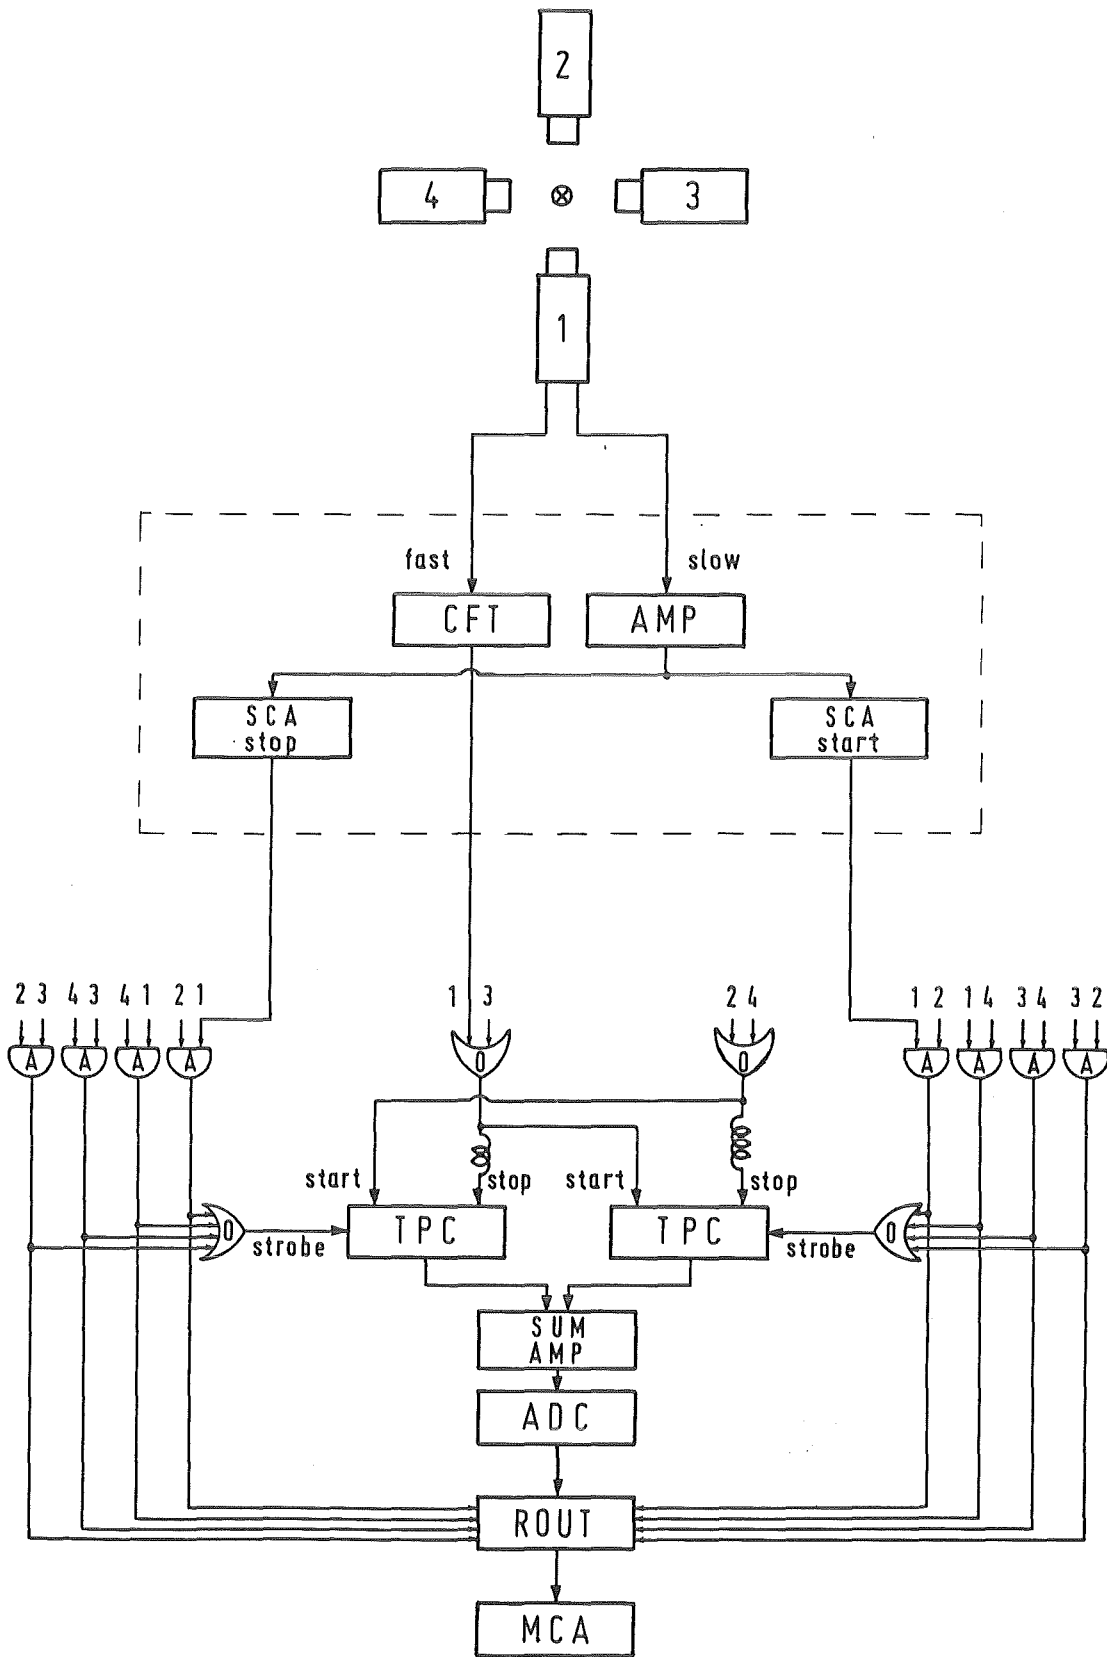 2
4 3
1
fast slow
CFT AMP
SCA
stop
SCA
start
2 3 4 3 4 1 2 1 1 3 2 4 1 2 1 4 3 4 3 2
A A A A O O A A A A
start stop start stop
O TPC TPC O
strobe strobe
SUM
AMP
ADC
ROUT
MCA